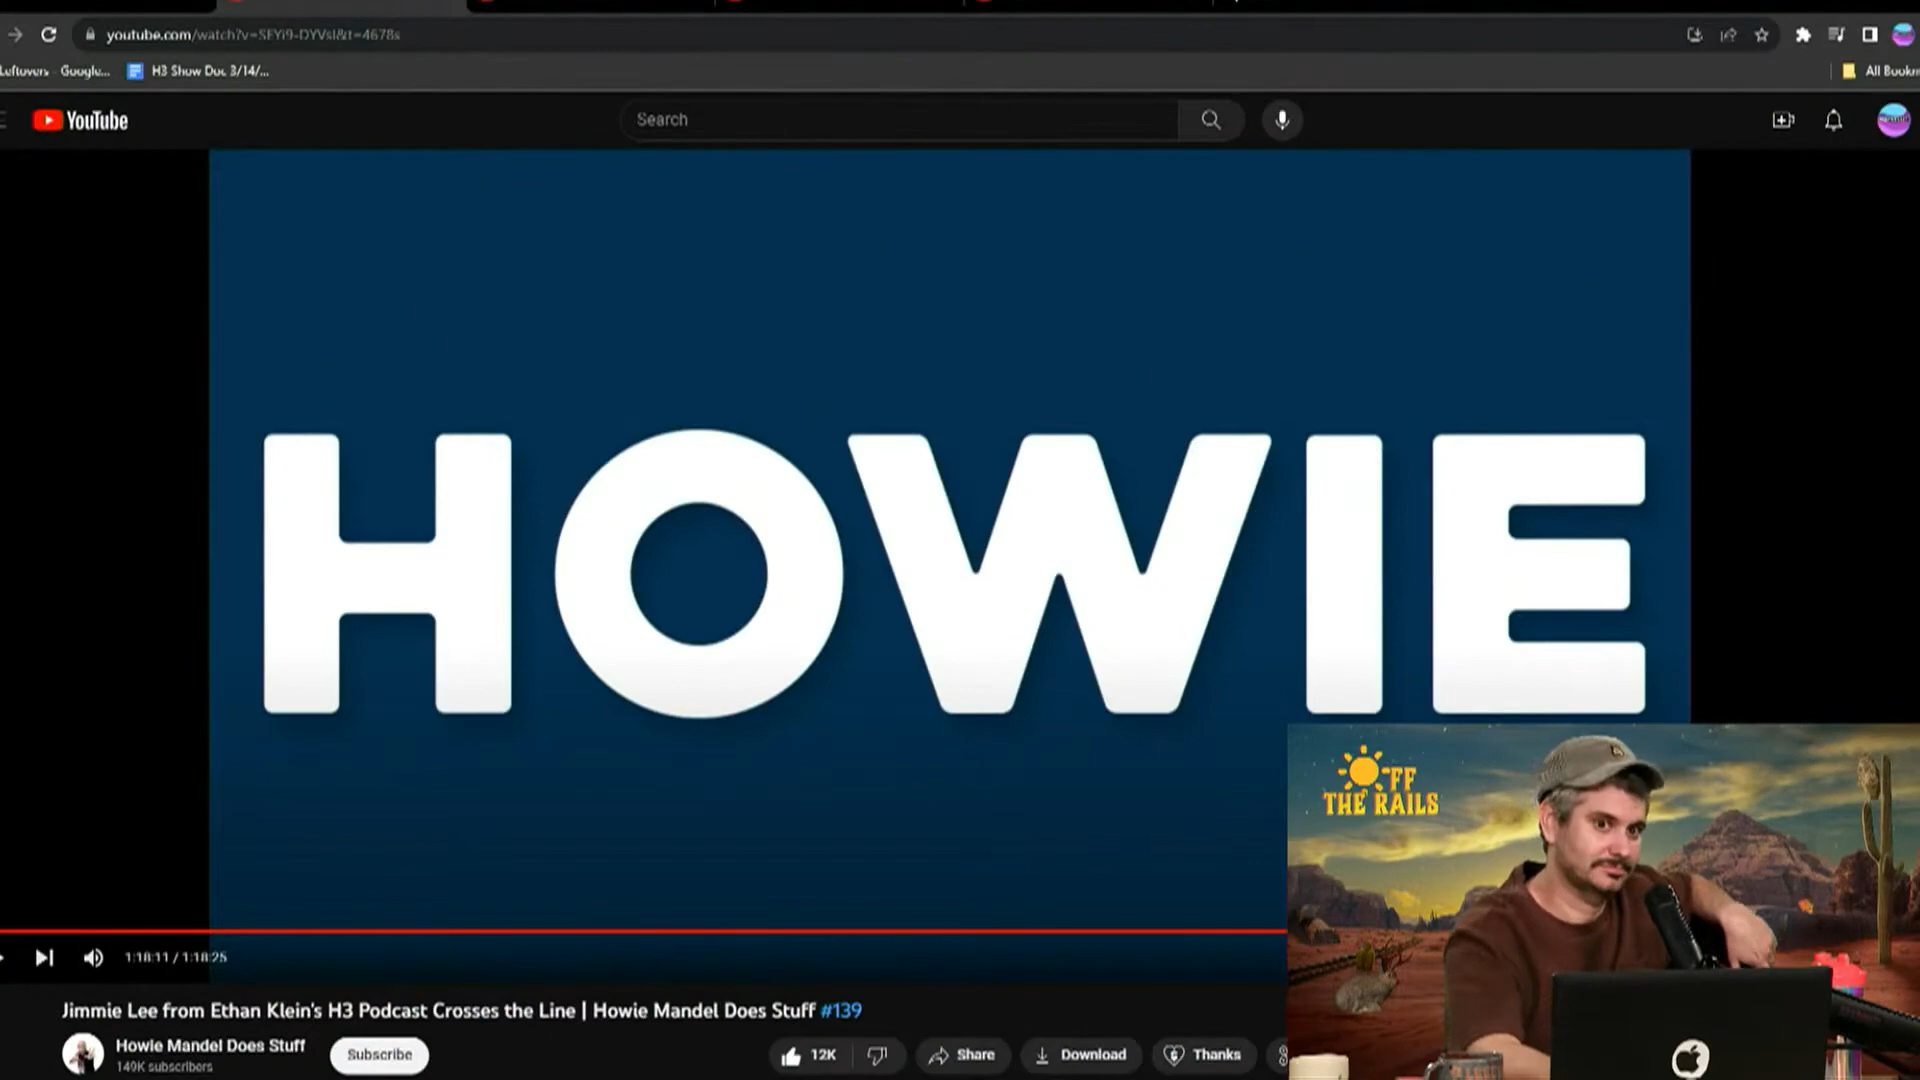 youtube.com/watch?v=SFYi9-DYVsI&t=4678s
Leftovers - Google...
H3 Show Doc 3/14/...
All Bookm
YouTube
Search
HOWIE
OFF
THE RAILS
1:18:11 / 1:18:25
Jimmie Lee from Ethan Klein's H3 Podcast Crosses the Line | Howie Mandel Does Stuff #139
Howie Mandel Does Stuff
149K subscribers
Subscribe
12K
Share
Download
Thanks